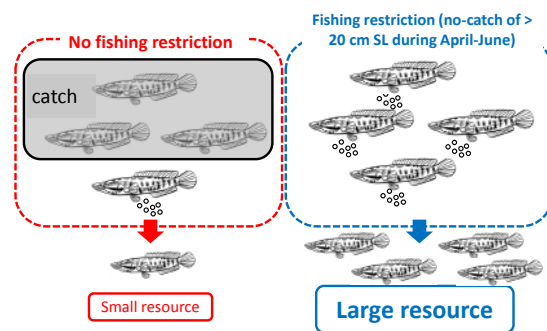 No fishing restriction
catch
Small resource
Fishing restriction (no-catch of >
20 cm SL during April-June)
Large resource